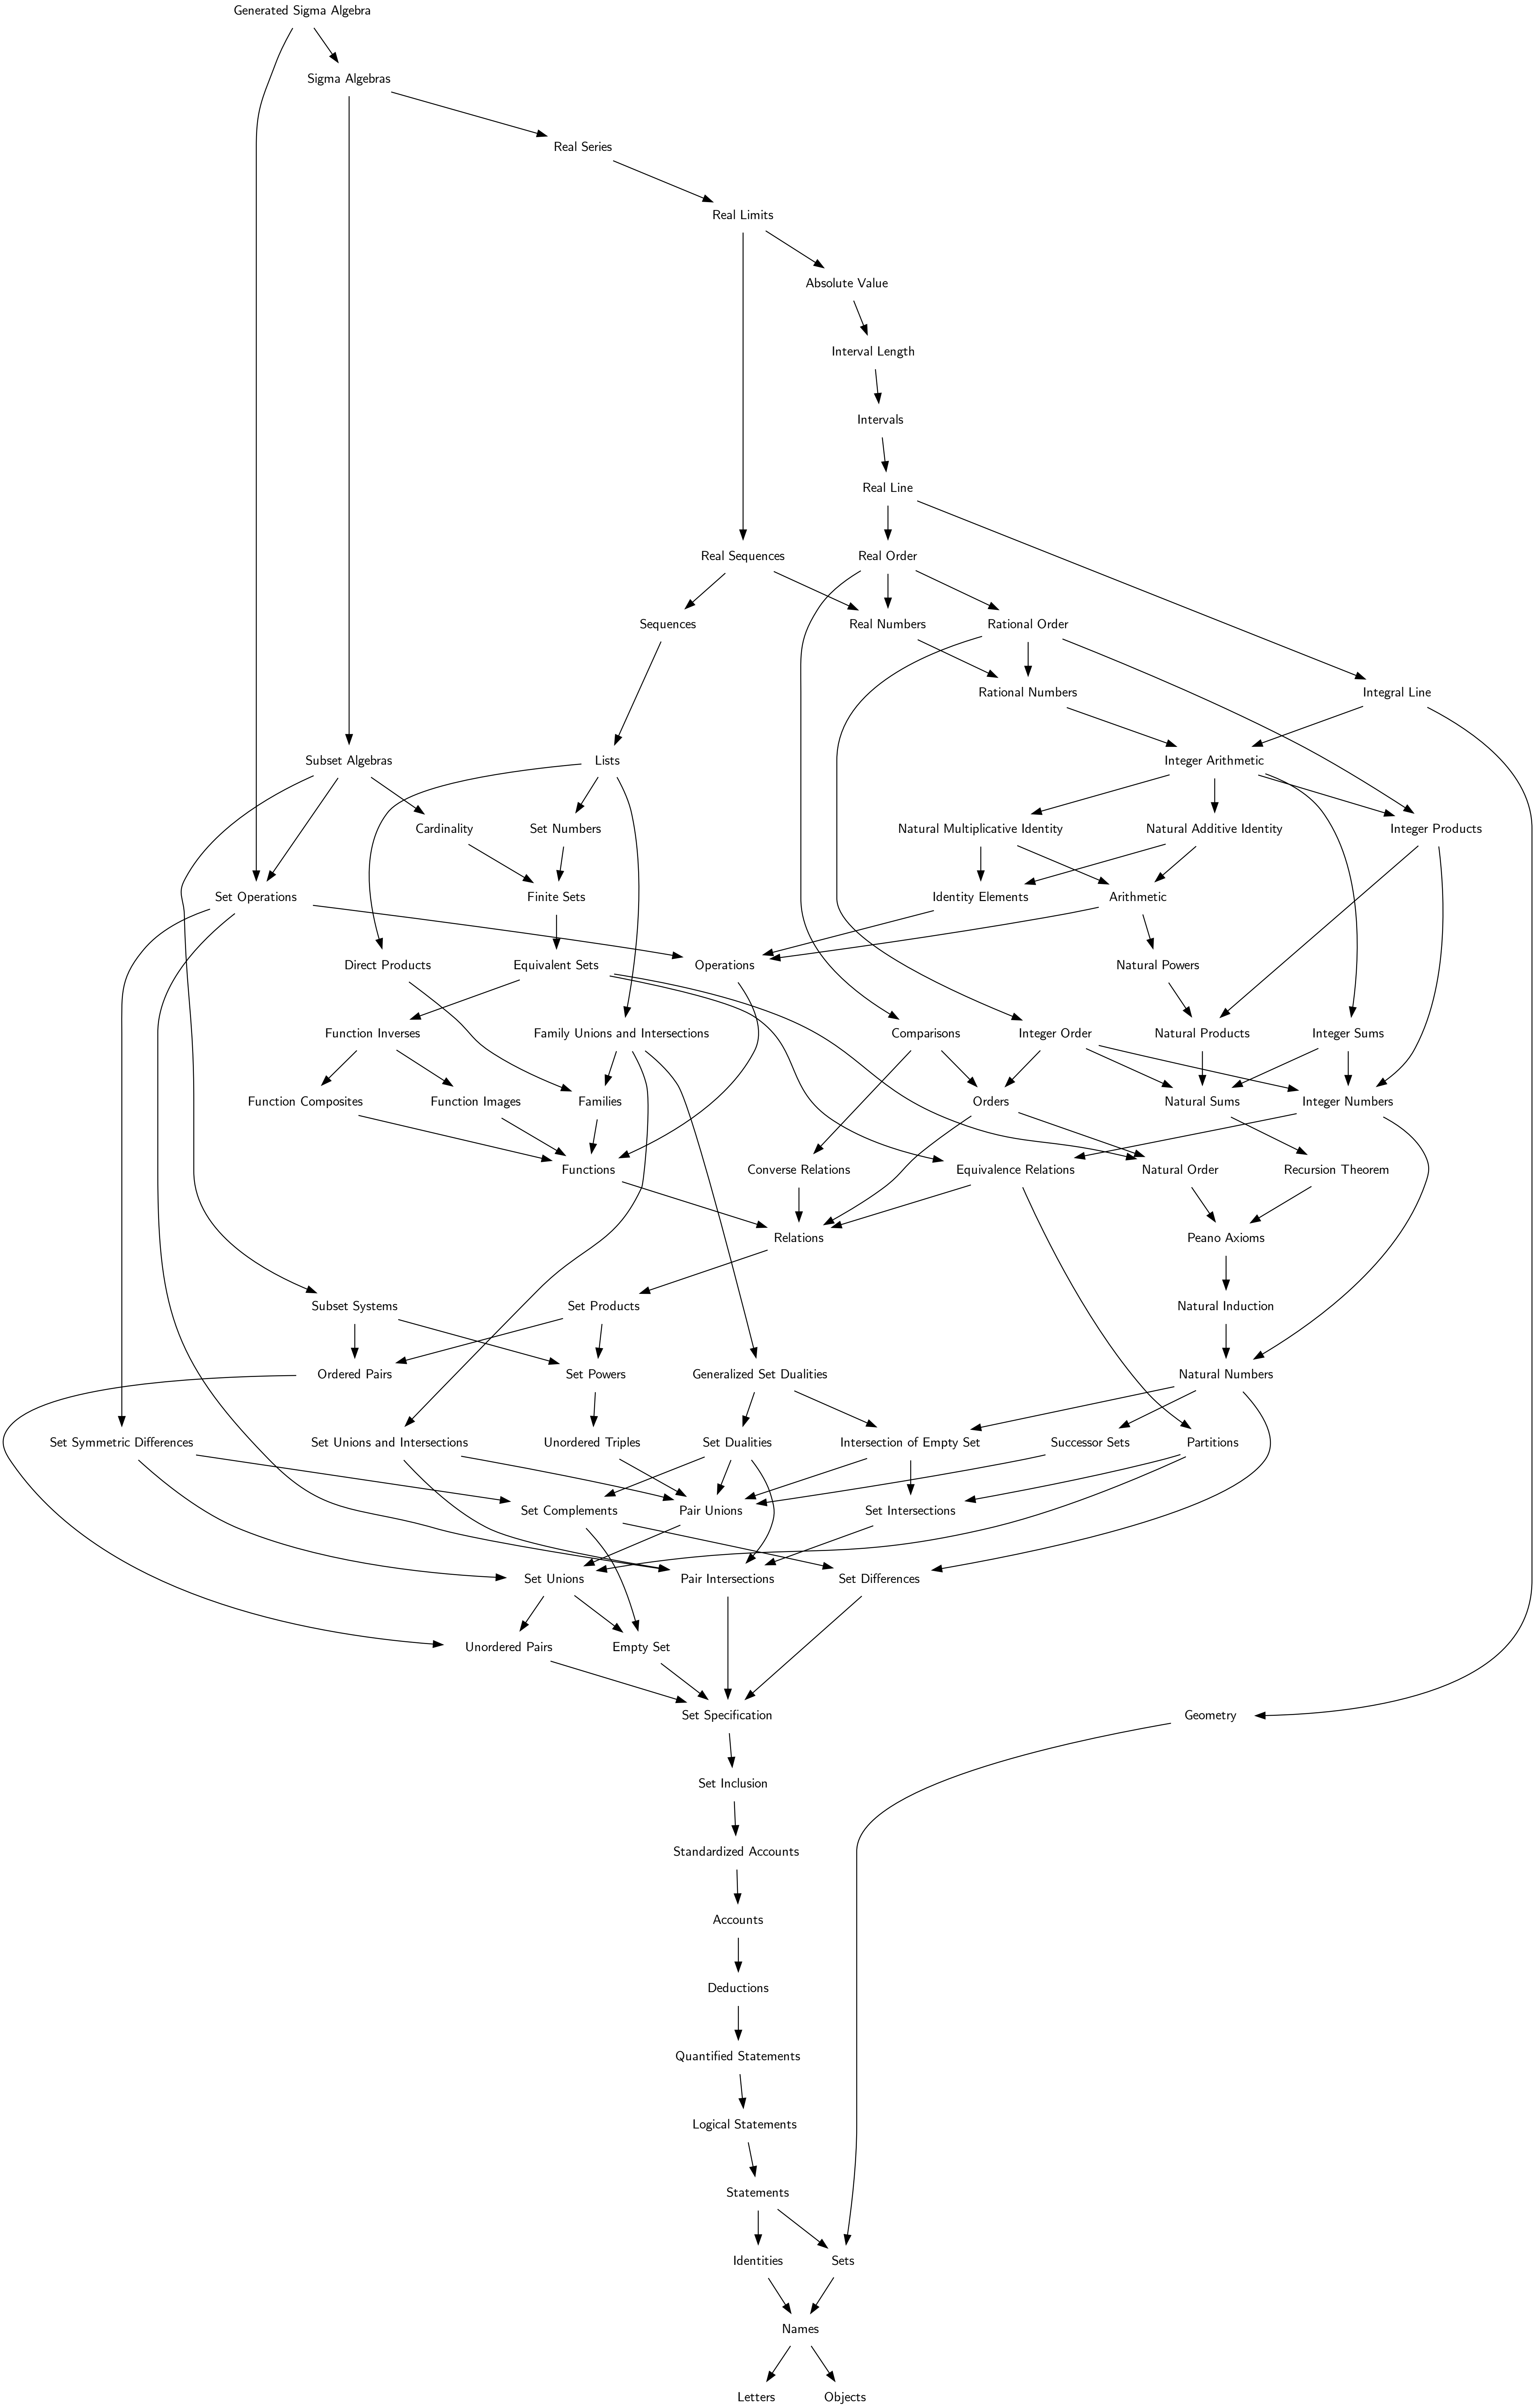 Generated Sigma Algebra
Sigma Algebras
Real Series
Real Limits
Absolute Value
Interval Length
Intervals
Real Line
Real Sequences
Real Order
Sequences
Real Numbers
Rational Order
Rational Numbers
Integral Line
Subset Algebras
Lists
Integer Arithmetic
Cardinality
Set Numbers
Natural Multiplicative Identity
Natural Additive Identity
Integer Products
Set Operations
Finite Sets
Identity Elements
Arithmetic
Direct Products
Equivalent Sets
Operations
Natural Powers
Function Inverses
Family Unions and Intersections
Comparisons
Integer Order
Natural Products
Integer Sums
Function Composites
Function Images
Families
Orders
Natural Sums
Integer Numbers
Functions
Converse Relations
Equivalence Relations
Natural Order
Recursion Theorem
Relations
Peano Axioms
Subset Systems
Set Products
Natural Induction
Ordered Pairs
Set Powers
Generalized Set Dualities
Natural Numbers
Set Symmetric Differences
Set Unions and Intersections
Unordered Triples
Set Dualities
Intersection of Empty Set
Successor Sets
Partitions
Set Complements
Pair Unions
Set Intersections
Set Unions
Pair Intersections
Set Differences
Unordered Pairs
Empty Set
Set Specification
Geometry
Set Inclusion
Standardized Accounts
Accounts
Deductions
Quantified Statements
Logical Statements
Statements
Identities
Sets
Names
Letters
Objects